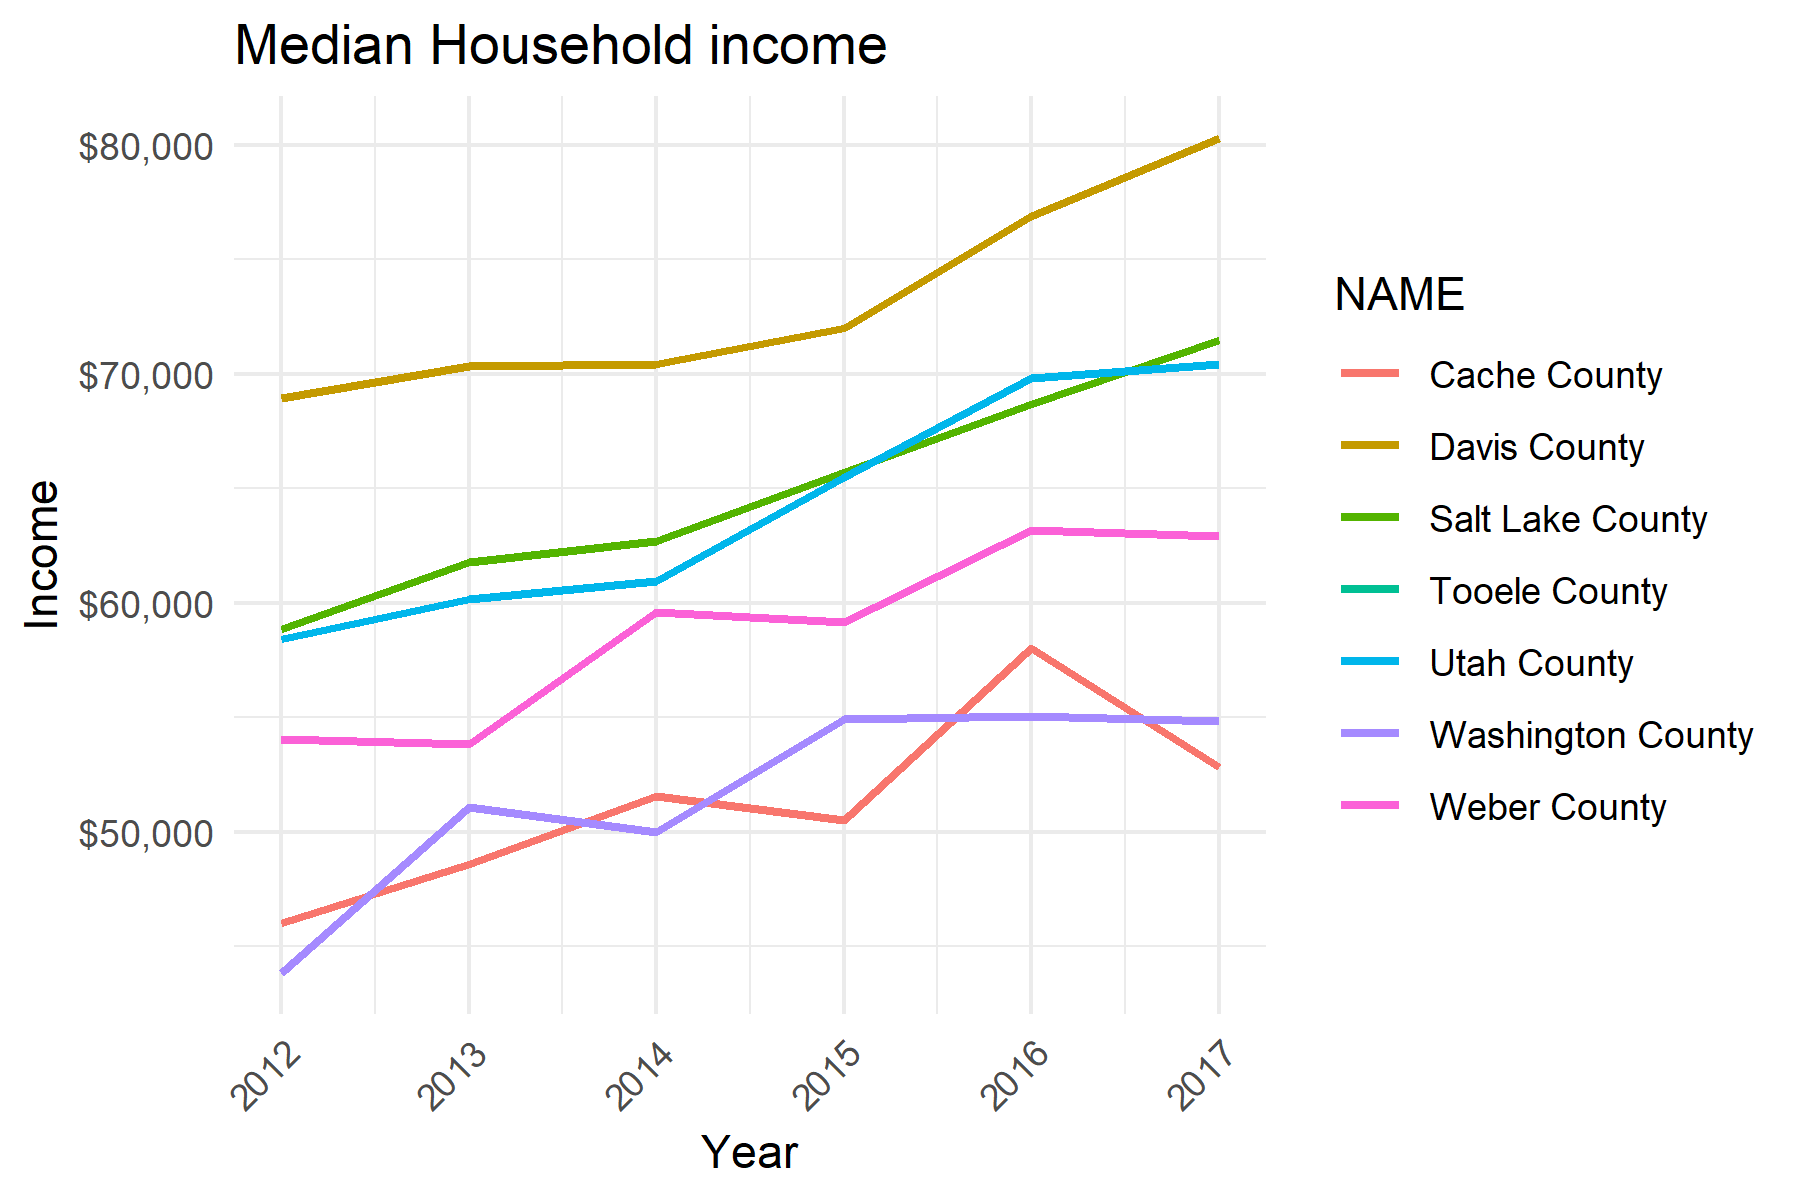 Median Household income
$80,000
$70,000
$60,000
$50,000
Income
2012
2013
2014
2015
2016
2017
Year
NAME
Cache County
Davis County
Salt Lake County
Tooele County
Utah County
Washington County
Weber County